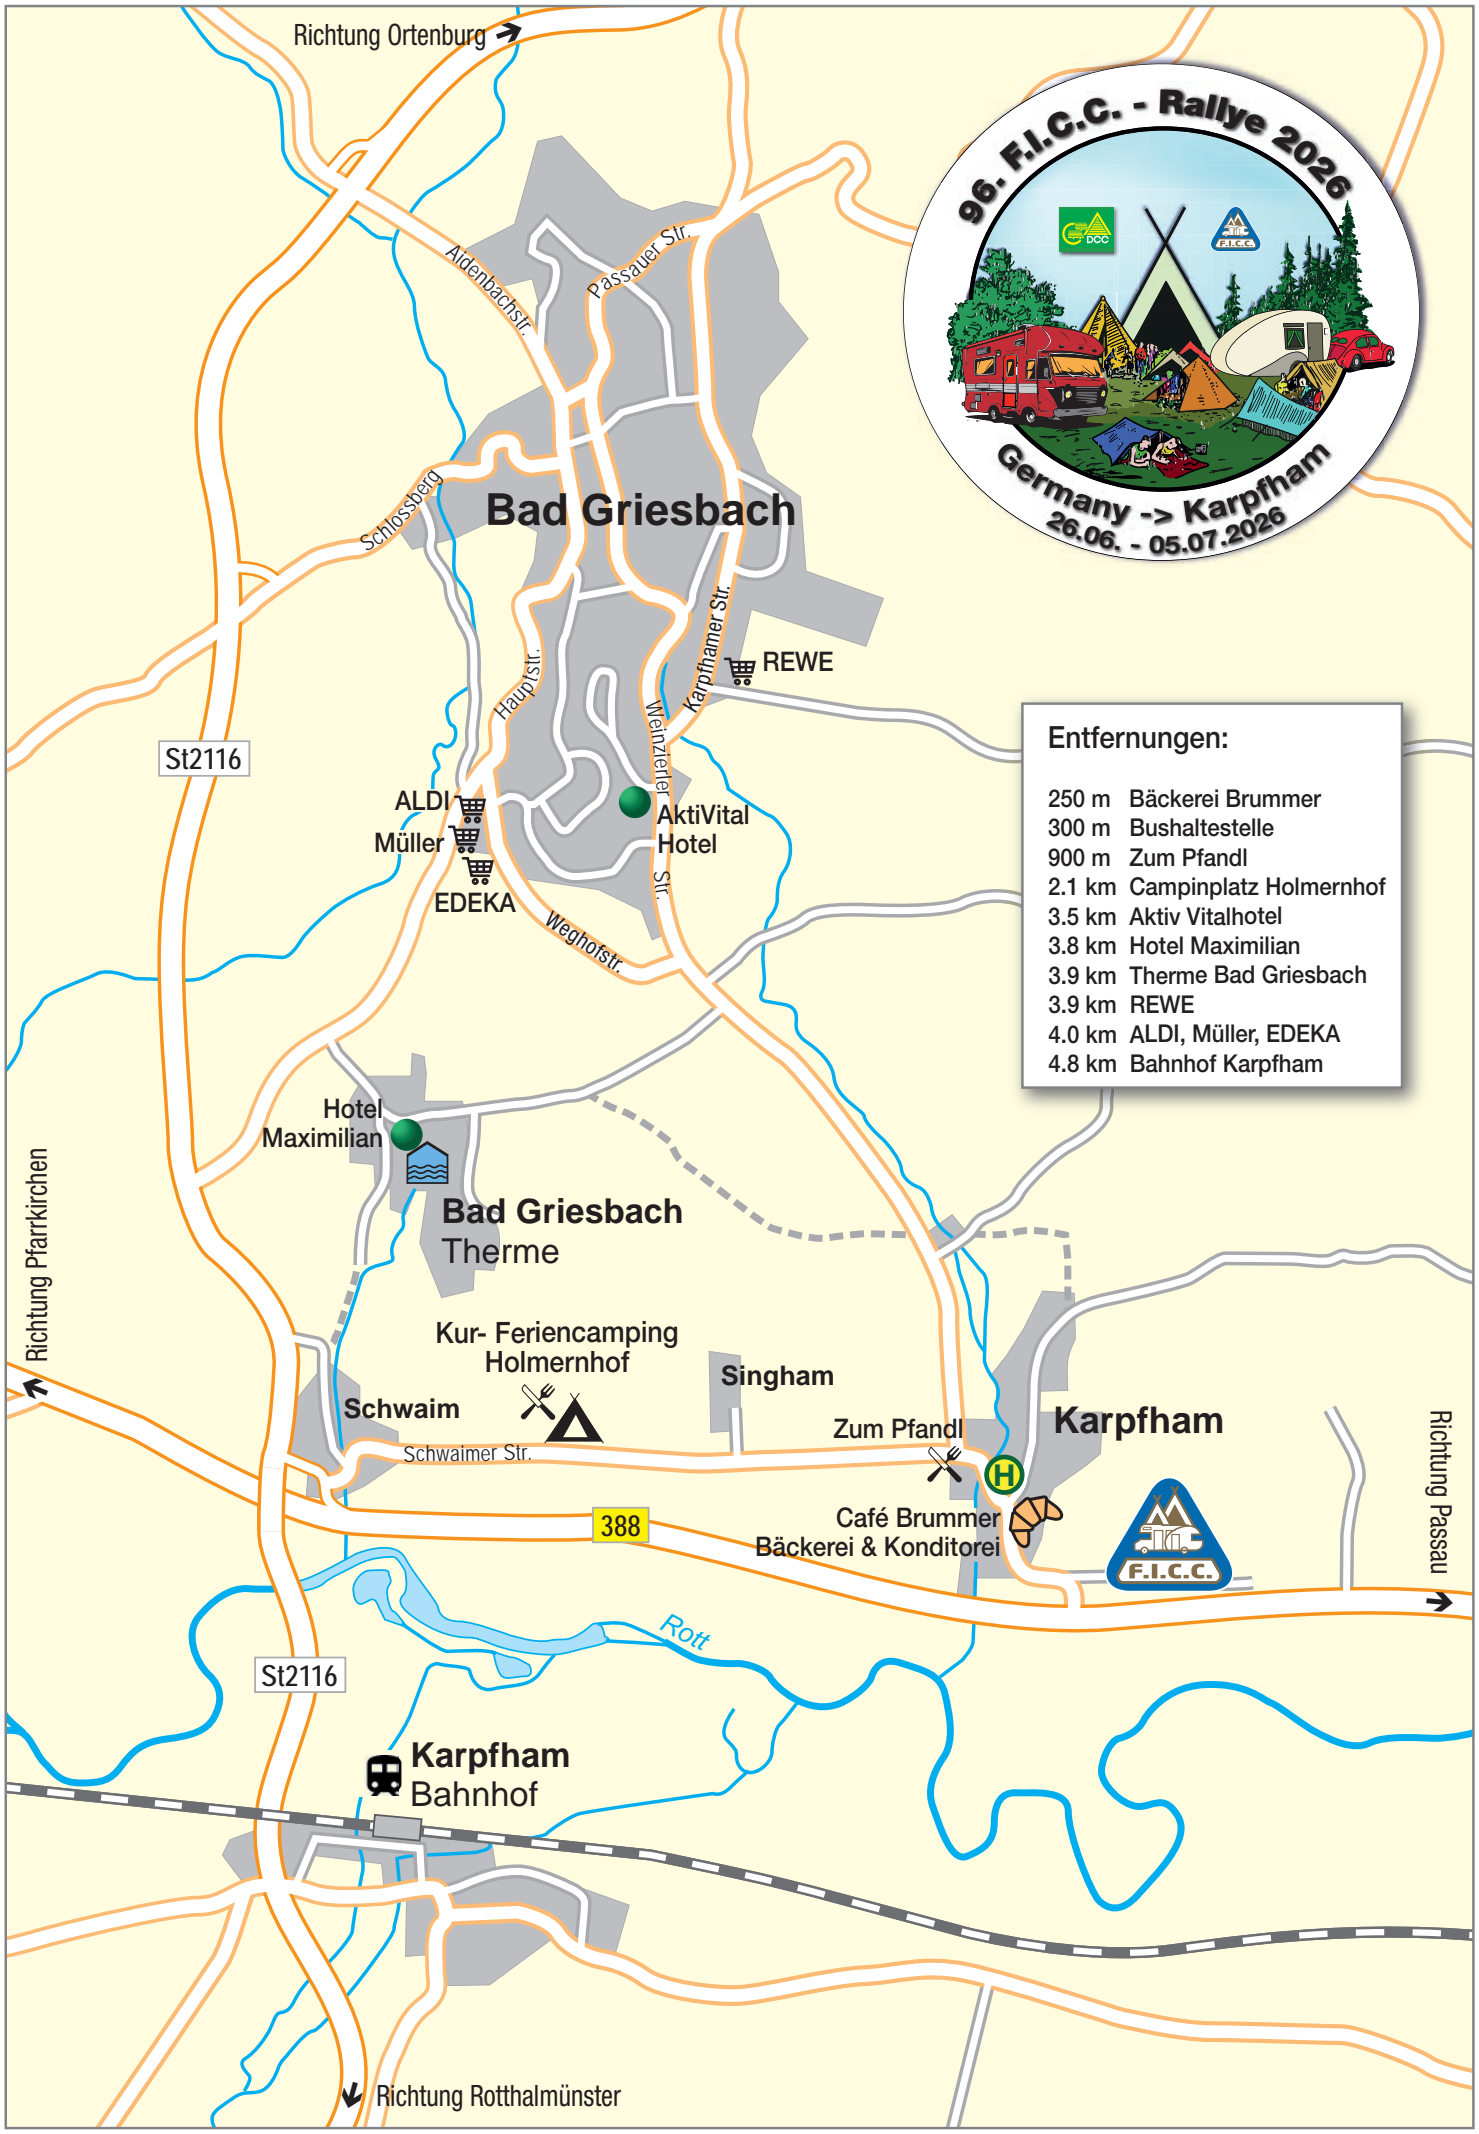 Richtung Ortenburg
96. F.I.C.C. - Rallye 2026
DCC
F.I.C.C.
Germany -> Karpfham
26.06. - 05.07.2026
Aidenbachstr.
Passauer Str.
Schlossberg
Bad Griesbach
Karpfhamer Str.
REWE
Hauptstr.
Weinzierler
Str.
St2116
ALDI
Müller
EDEKA
AktiVital
Hotel
Weghofstr.
Entfernungen:
250 m Bäckerei Brummer
300 m Bushaltestelle
900 m Zum Pfandl
2.1 km Campinplatz Holmernhof
3.5 km Aktiv Vitalhotel
3.8 km Hotel Maximilian
3.9 km Therme Bad Griesbach
3.9 km REWE
4.0 km ALDI, Müller, EDEKA
4.8 km Bahnhof Karpfham
Hotel
Maximilian
Bad Griesbach
Therme
Richtung Pfarrkirchen
Kur- Feriencamping
Holmernhof
Singham
Schwaim
Schwaimer Str.
Zum Pfandl
Karpfham
H
Richtung Passau
Café Brummer
Bäckerei & Konditorei
388
F.I.C.C.
Rott
St2116
Karpfham
Bahnhof
Richtung Rotthalmünster